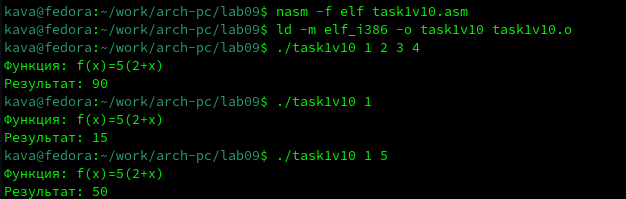 kava@fedora:~/work/arch-pc/lab09$ nasm -f elf task1v10.asm
kava@fedora:~/work/arch-pc/lab09$ ld -m elf_i386 -o task1v10 task1v10.o
kava@fedora:~/work/arch-pc/lab09$ ./task1v10 1 2 3 4
Функция: f(x)=5(2+x)
Результат: 90
kava@fedora:~/work/arch-pc/lab09$ ./task1v10 1
Функция: f(x)=5(2+x)
Результат: 15
kava@fedora:~/work/arch-pc/lab09$ ./task1v10 1 5
Функция: f(x)=5(2+x)
Результат: 50